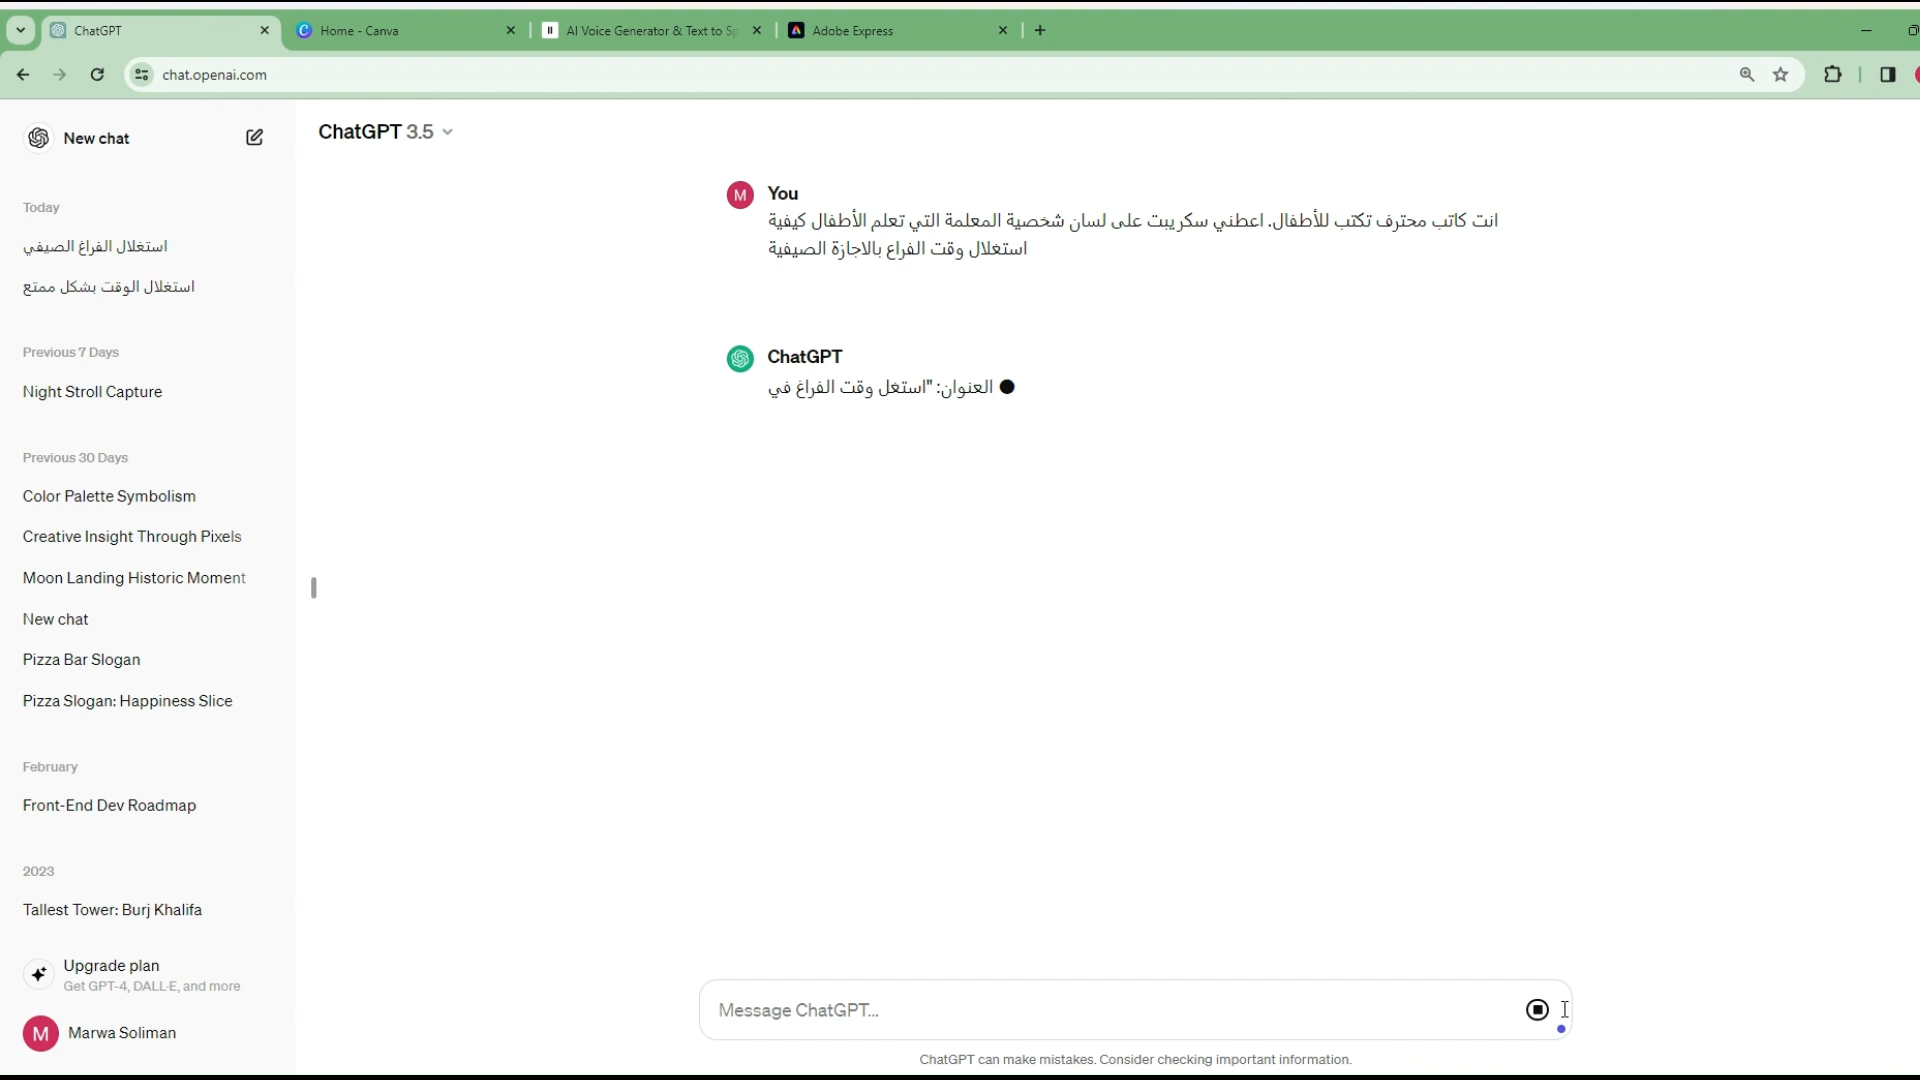 ChatGPT
Home - Canva
AI Voice Generator & Text to Sp
Adobe Express
chat.openai.com
New chat
ChatGPT 3.5
Today
استغلال الفراغ الصيفي
استغلال الوقت بشكل ممتع
Previous 7 Days
Night Stroll Capture
Previous 30 Days
Color Palette Symbolism
Creative Insight Through Pixels
Moon Landing Historic Moment
New chat
Pizza Bar Slogan
Pizza Slogan: Happiness Slice
February
Front-End Dev Roadmap
2023
Tallest Tower: Burj Khalifa
Upgrade plan
Get GPT-4, DALL·E, and more
M
Marwa Soliman
M
You
انت كاتب محترف تكتب للأطفال. اعطني سكريبت على لسان شخصية المعلمة التي تعلم الأطفال كيفية
استغلال وقت الفراع بالاجازة الصيفية
ChatGPT
العنوان: "استغل وقت الفراغ في
Message ChatGPT...
ChatGPT can make mistakes. Consider checking important information.